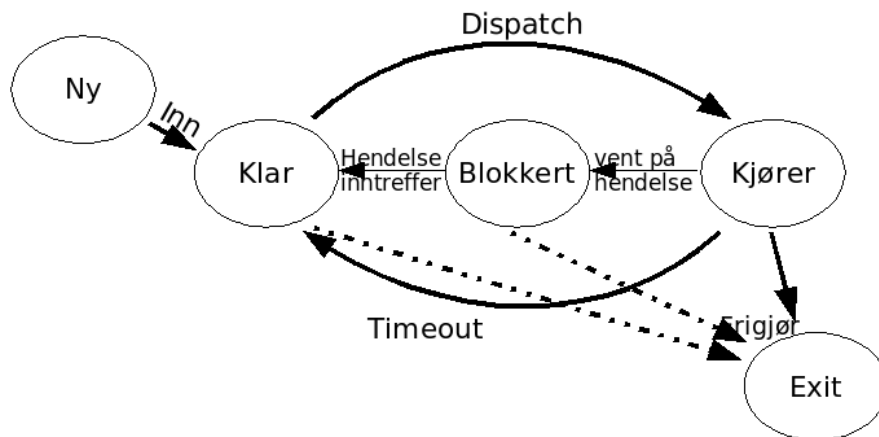 Dispatch
Ny
Inn
Klar
Hendelse
inntreffer
Blokkert
vent på
hendelse
Kjører
Timeout
Frigjør
Exit